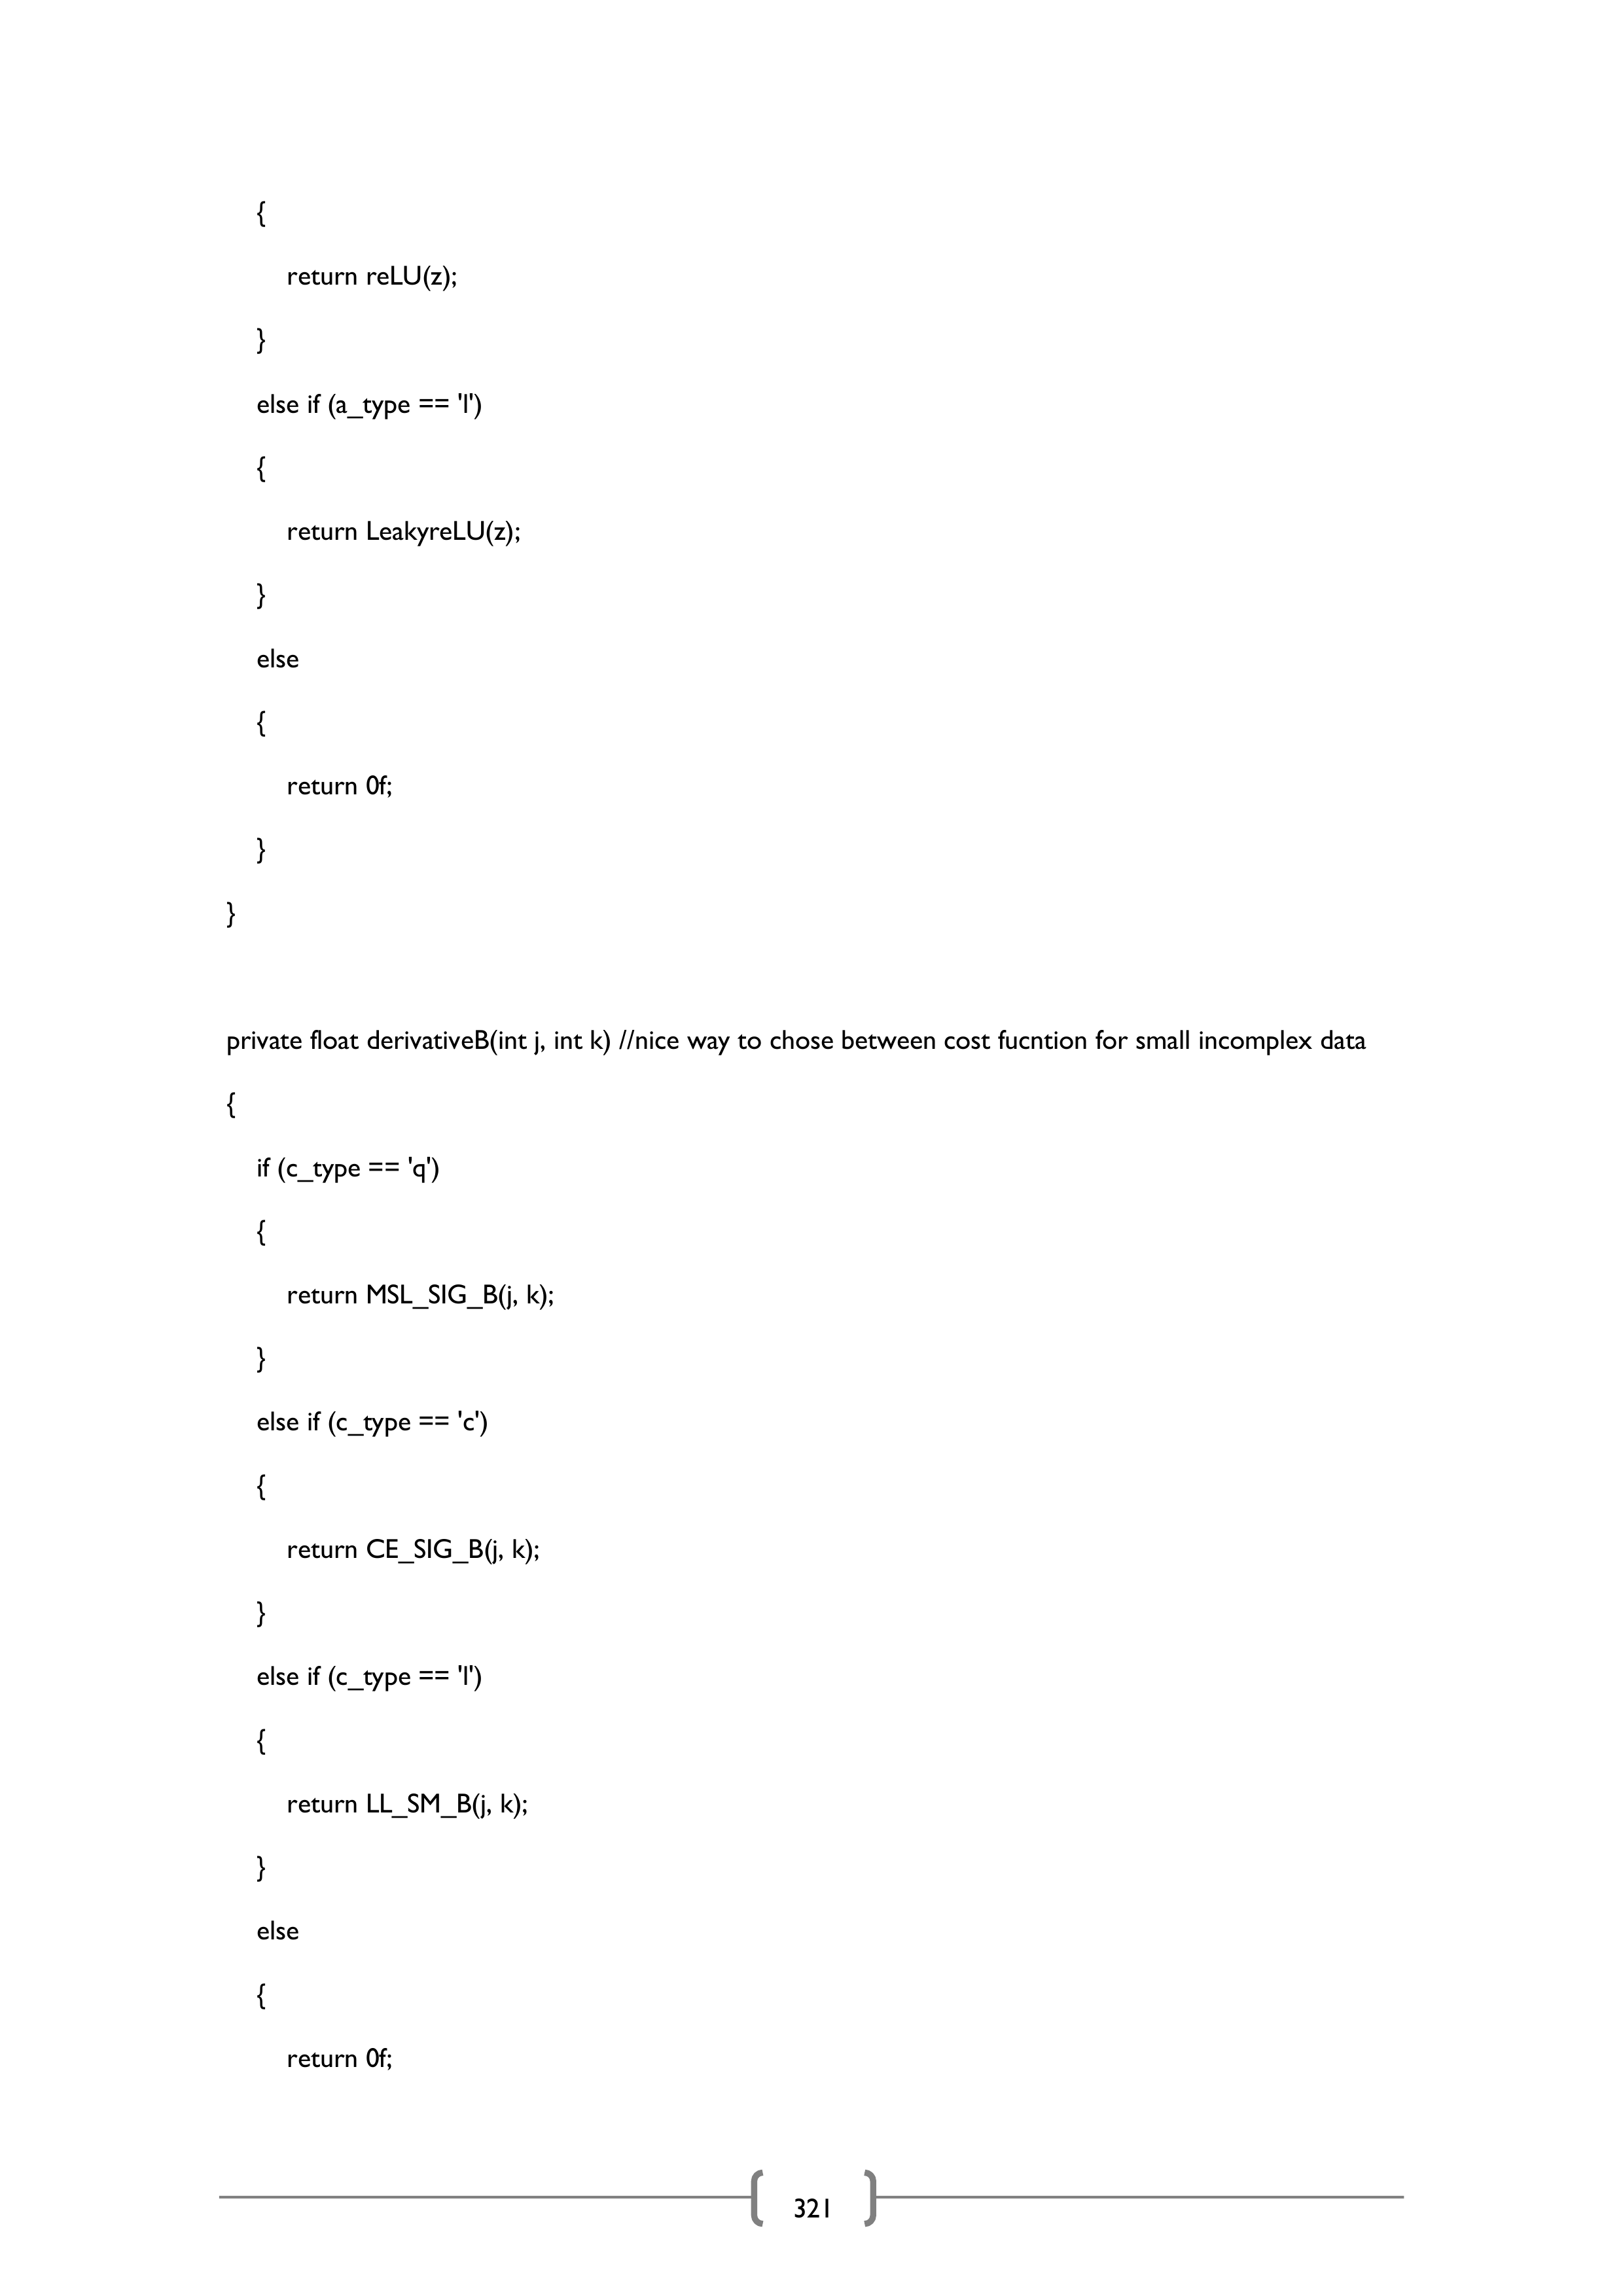 {
return reLU(z);
}
else if (a_type == 'l')
{
return LeakyreLU(z);
}
else
{
return 0f;
}
}
private float derivativeB(int j, int k) //nice way to chose between cost fucntion for small incomplex data
{
if (c_type == 'q')
{
return MSL_SIG_B(j, k);
}
else if (c_type == 'c')
{
return CE_SIG_B(j, k);
}
else if (c_type == 'l')
{
return LL_SM_B(j, k);
}
else
{
return 0f;
321